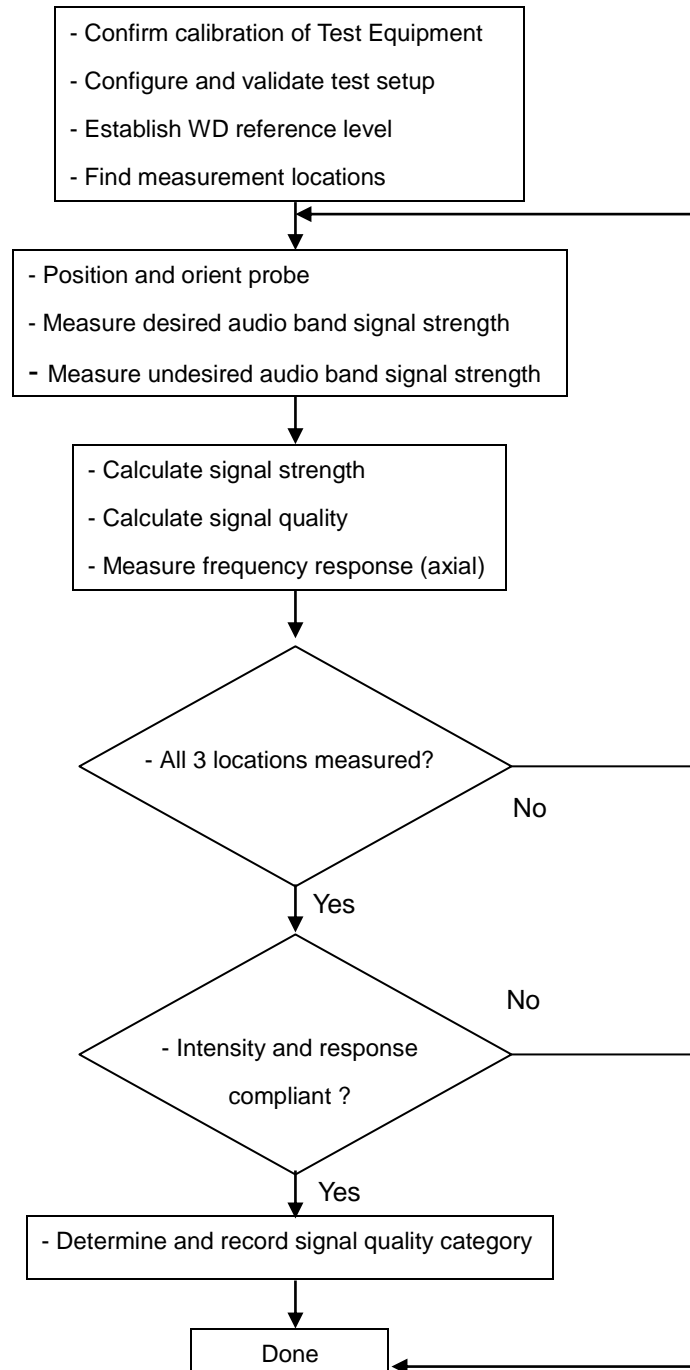 - Confirm calibration of Test Equipment
- Configure and validate test setup
- Establish WD reference level
- Find measurement locations
- Position and orient probe
- Measure desired audio band signal strength
- Measure undesired audio band signal strength
- Calculate signal strength
- Calculate signal quality
- Measure frequency response (axial)
- All 3 locations measured?
No
Yes
No
- Intensity and response
compliant ?
Yes
- Determine and record signal quality category
Done